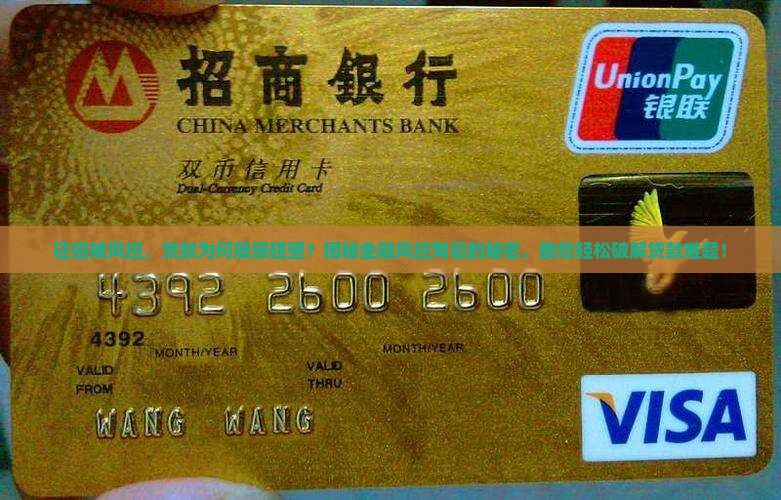 招商銀行
CHINA MERCHANTS BANK
UnionPay
银联
双币信用卡
Dual-Currency Credit Card
征信被风控，贷款为何屡屡碰壁？揭秘金融风控背后的秘密，助您轻松破解贷款难题！
4392 2600 2600
4392
MONTH/YEAR MONTH/YEAR
VALID FROM
VALID THRU
WANG WANG
VISA